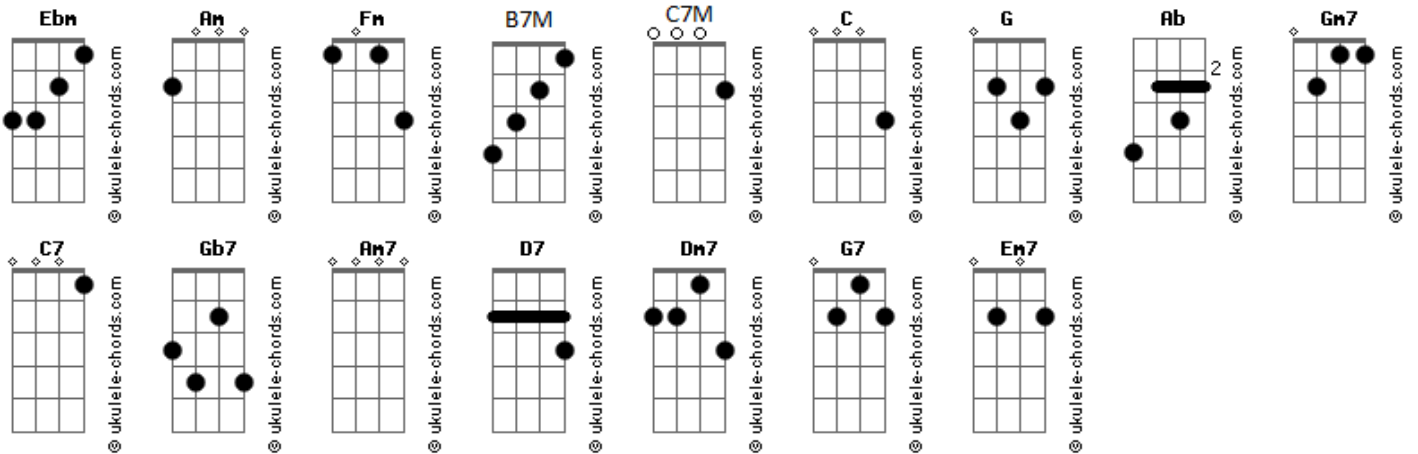 Ebm Am Fm B7M C7M C G Ab Gm7
2
© ukulele-chords.com © ukulele-chords.com © ukulele-chords.com © ukulele-chords.com © ukulele-chords.com © ukulele-chords.com © ukulele-chords.com © ukulele-chords.com © ukulele-chords.com
C7 Gb7 Am7 D7 Dm7 G7 Em7
© ukulele-chords.com © ukulele-chords.com © ukulele-chords.com © ukulele-chords.com © ukulele-chords.com © ukulele-chords.com © ukulele-chords.com